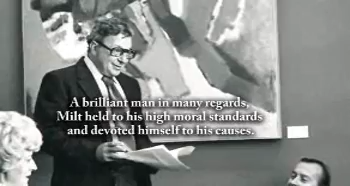 A brilliant man in many regards,
Milt held to his high moral standards
and devoted himself to his causes.